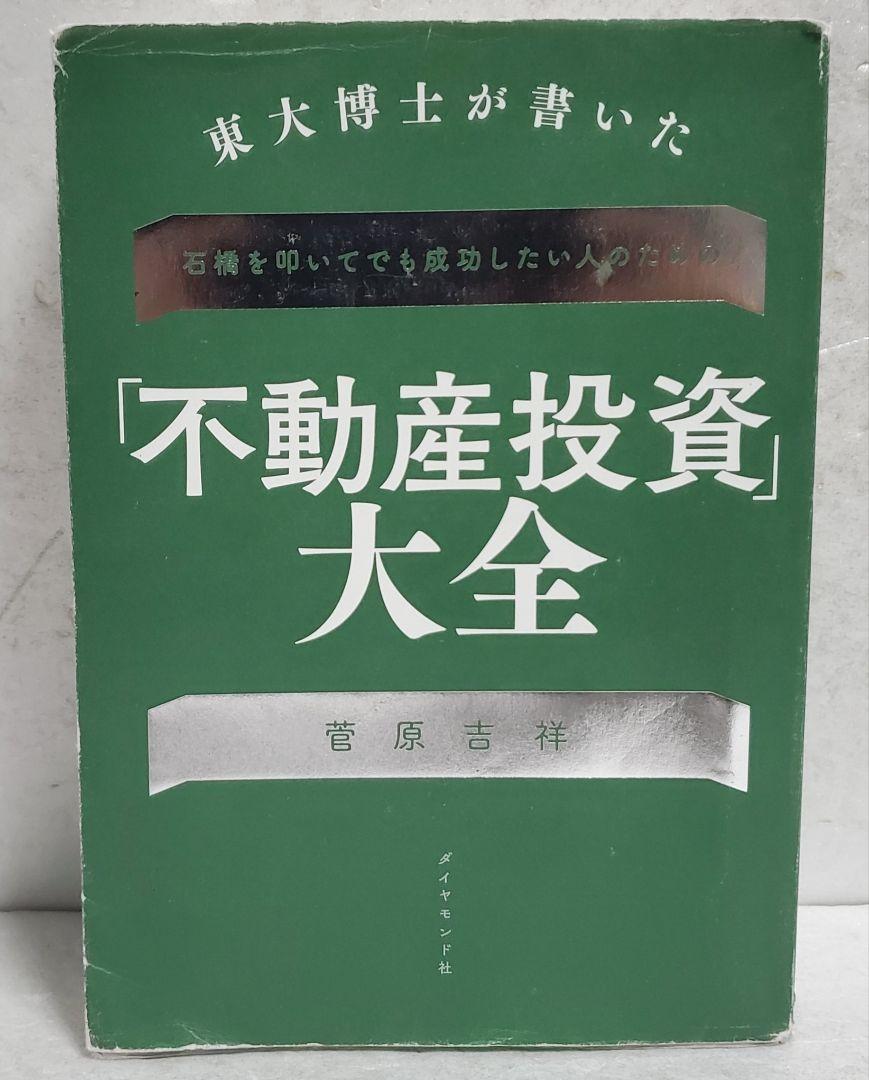 東大博士が書いた
石橋を叩いてでも成功したい人のための
「不動産投資」
大全
菅原吉祥
ダイヤモンド社